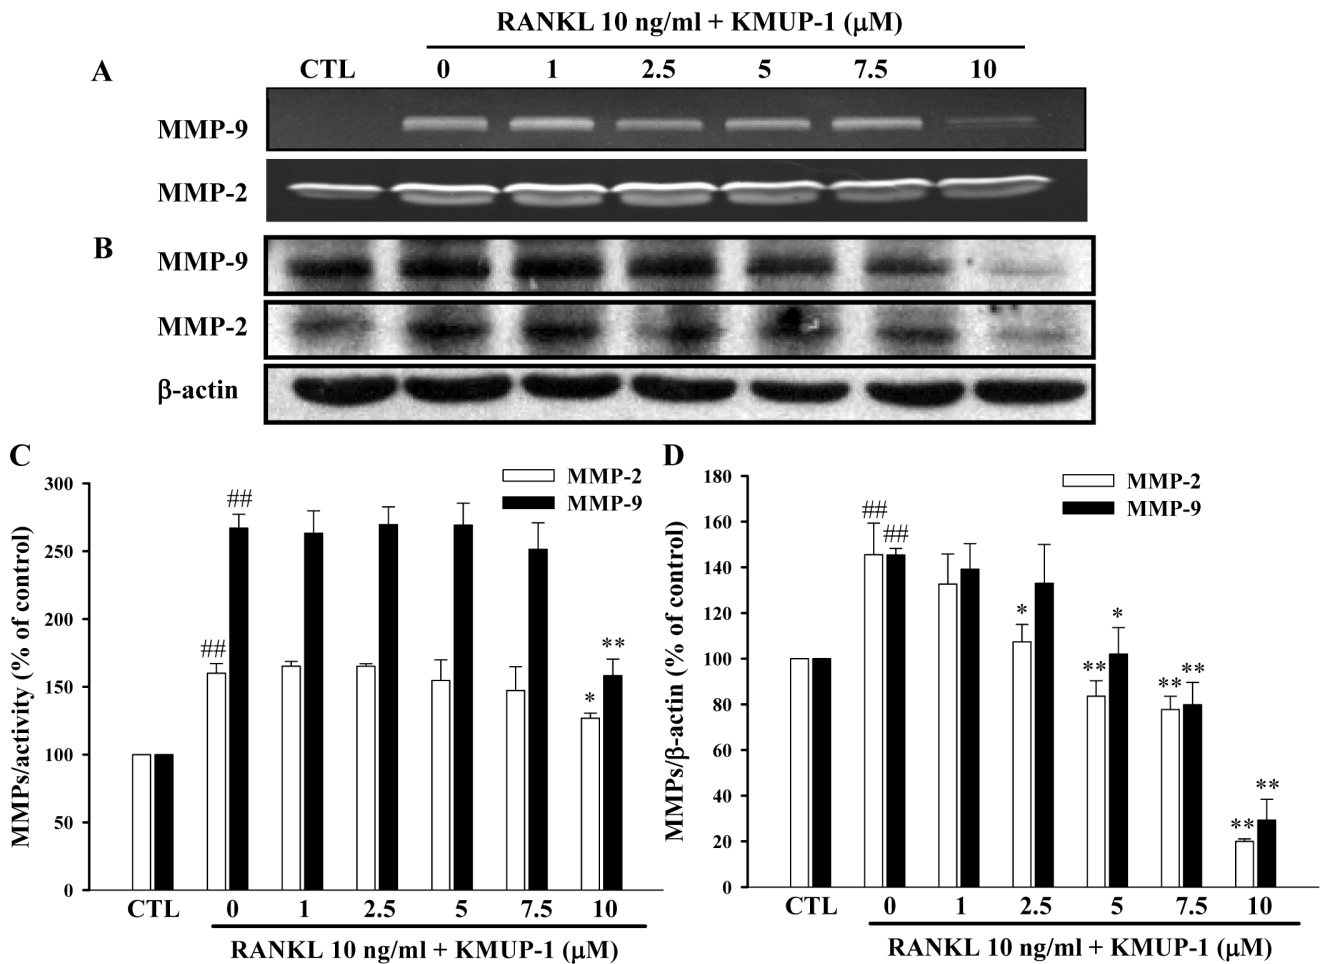 RANKL 10 ng/ml + KMUP-1 (μM)
A CTL 0 1 2.5 5 7.5 10
MMP-9
MMP-2
B MMP-9
MMP-2
β-actin
C
MMP-2
MMP-9
MMPs/activity (% of control)
300
250
200
150
100
50
0
## ## * **
CTL 0 1 2.5 5 7.5 10
RANKL 10 ng/ml + KMUP-1 (μM)
D
MMP-2
MMP-9
MMPs/β-actin (% of control)
180
160
140
120
100
80
60
40
20
0
## ## * ** * ** ** ** **
CTL 0 1 2.5 5 7.5 10
RANKL 10 ng/ml + KMUP-1 (μM)